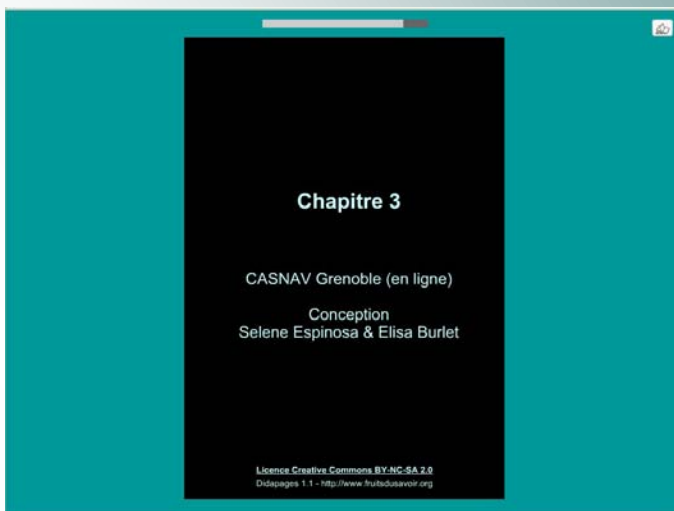 Chapitre 3
CASNAV Grenoble (en ligne)
Conception
Selene Espinosa & Elisa Burlet
Licence Creative Commons BY-NC-SA 2.0
Didapages 1.1 - http://www.fruitsdusavoir.org